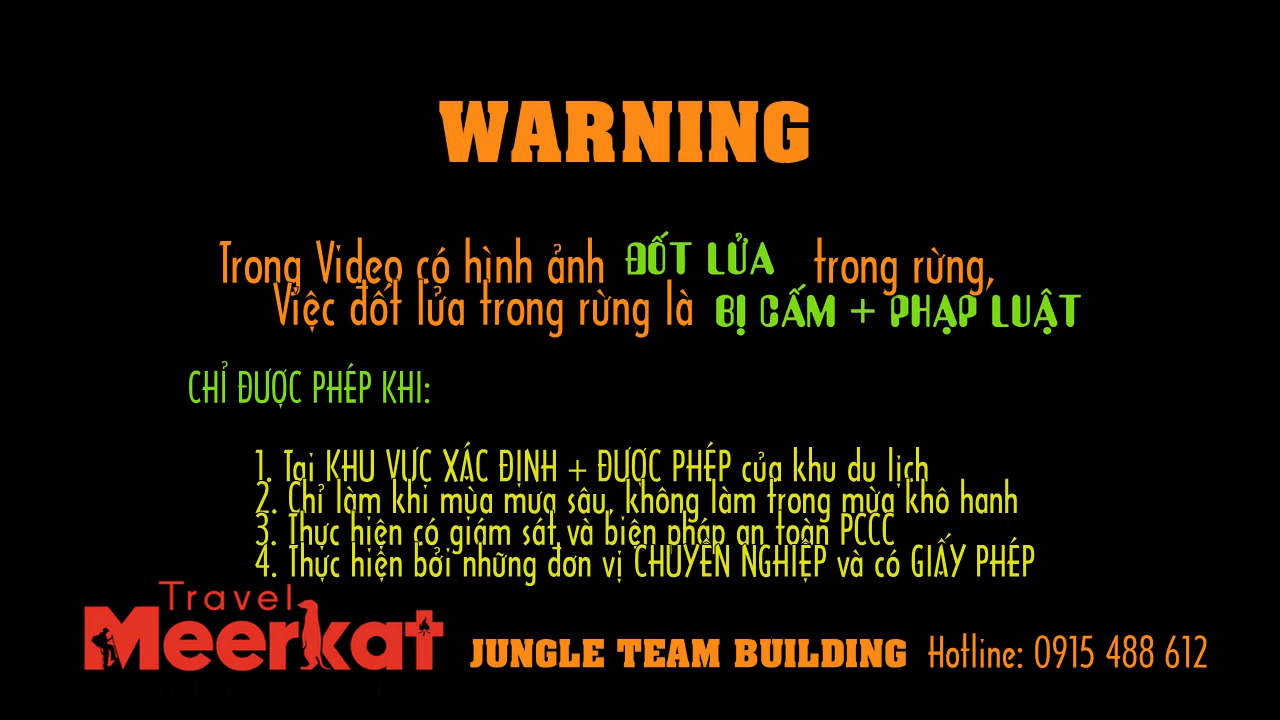 WARNING
Trong Video có hình ảnh ĐỐT LỬA trong rừng,
Việc đốt lửa trong rừng là BỊ CẤM + PHẠP LUẬT
CHỈ ĐƯỢC PHÉP KHI:
1. Tại KHU VỰC XÁC ĐỊNH + ĐƯỢC PHÉP của khu du lịch
2. Chỉ làm khi mùa mưa sâu, không làm trong mừa khô hanh
3. Thực hiện có giám sát và biện pháp an toàn PCCC
4. Thực hiện bởi những đơn vị CHUYÊN NGHIỆP và có GIẤY PHÉP
Travel
Meerkat
JUNGLE TEAM BUILDING Hotline: 0915 488 612